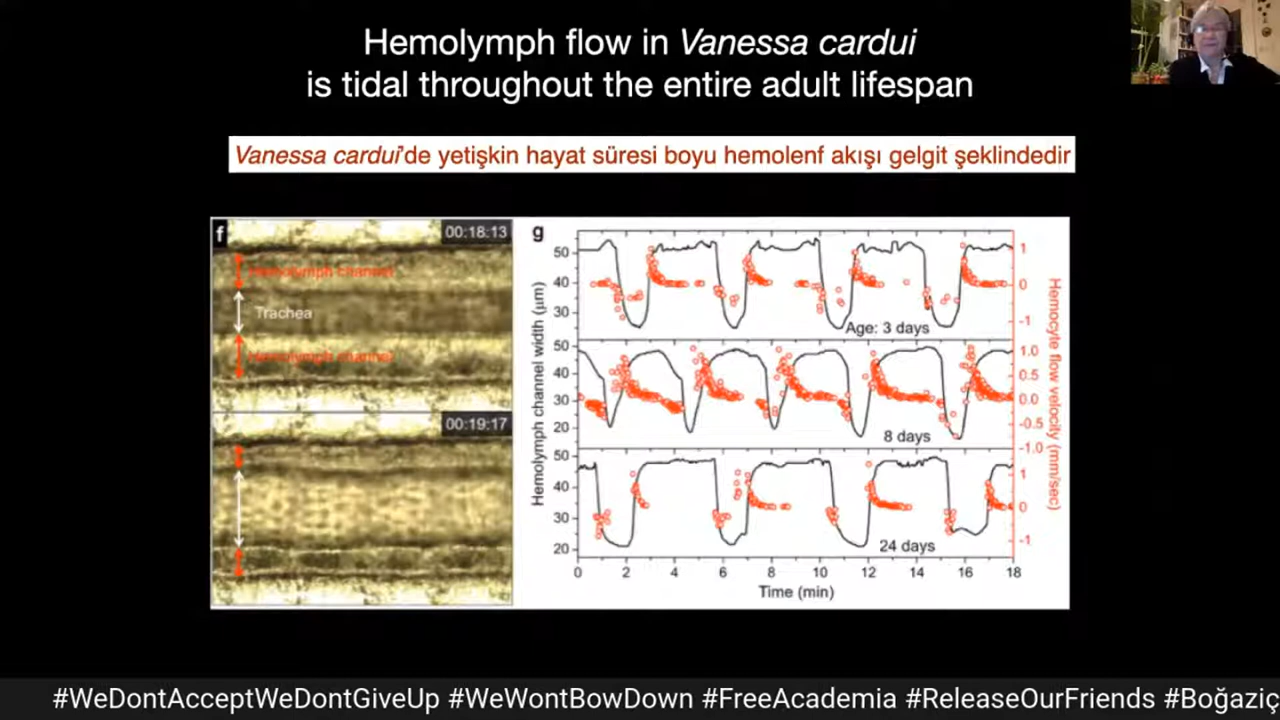 Hemolymph flow in Vanessa cardui
is tidal throughout the entire adult lifespan
Vanessa cardui'de yetişkin hayat süresi boyu hemolenf akışı gelgit şeklindedir
f
00:18:13
Hemolymph channel
Trachea
Hemolymph channel
00:19:17
g
Hemolymph channel width (μm)
50
40
30
1
0
-1
Age: 3 days
50
40
30
20
1.0
0.5
0.0
-0.5
-1.0
8 days
50
40
30
20
1
0
-1
24 days
Hemocyte flow velocity (mm/sec)
0 2 4 6 8 10 12 14 16 18
Time (min)
#WeDontAcceptWeDontGiveUp #WeWontBowDown #FreeAcademia #ReleaseOurFriends #Boğaziç